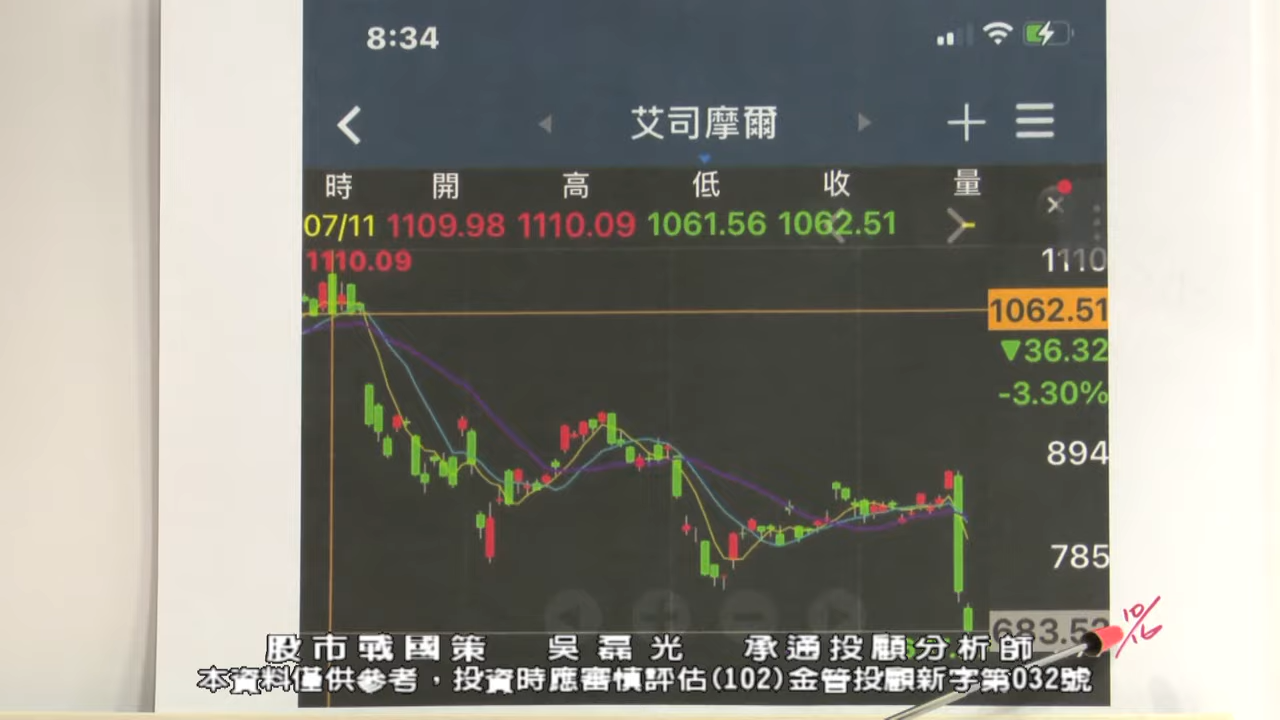 8:34
艾司摩爾
時 開 高 低 收 量
07/11 1109.98 1110.09 1061.56 1062.51
1110.09
1110
1062.51
▼36.32
-3.30%
894
785
683.52
10/16
股市戰國策 吳磊光 承通投顧分析師
本資料僅供參考，投資時應審慎評估(102)金管投顧新字第032號